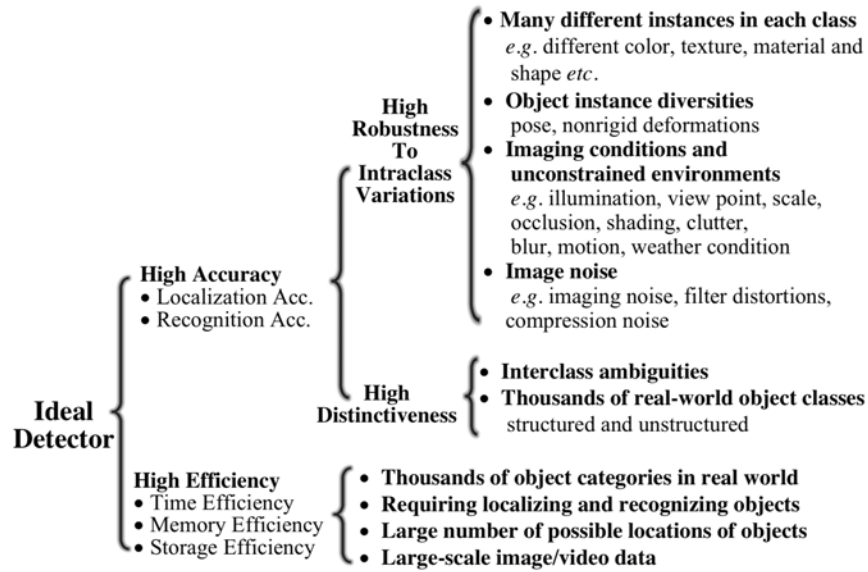 Ideal
Detector
High Accuracy
• Localization Acc.
• Recognition Acc.
High
Robustness
To
Intraclass
Variations
• Many different instances in each class
e.g. different color, texture, material and
shape etc.
• Object instance diversities
pose, nonrigid deformations
• Imaging conditions and
unconstrained environments
e.g. illumination, view point, scale,
occlusion, shading, clutter,
blur, motion, weather condition
• Image noise
e.g. imaging noise, filter distortions,
compression noise
High
Distinctiveness
• Interclass ambiguities
• Thousands of real-world object classes
structured and unstructured
High Efficiency
• Time Efficiency
• Memory Efficiency
• Storage Efficiency
• Thousands of object categories in real world
• Requiring localizing and recognizing objects
• Large number of possible locations of objects
• Large-scale image/video data